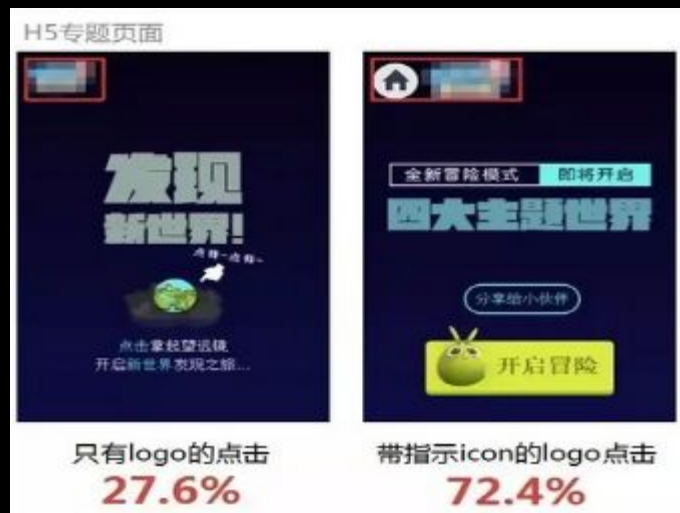 H5专题页面
发现
新世界!
点我~点我~
点击拿起望远镜
开启新世界发现之旅...
只有logo的点击
27.6%
全新冒险模式 即将开启
四大主题世界
分享给小伙伴
开启冒险
带指示icon的logo点击
72.4%